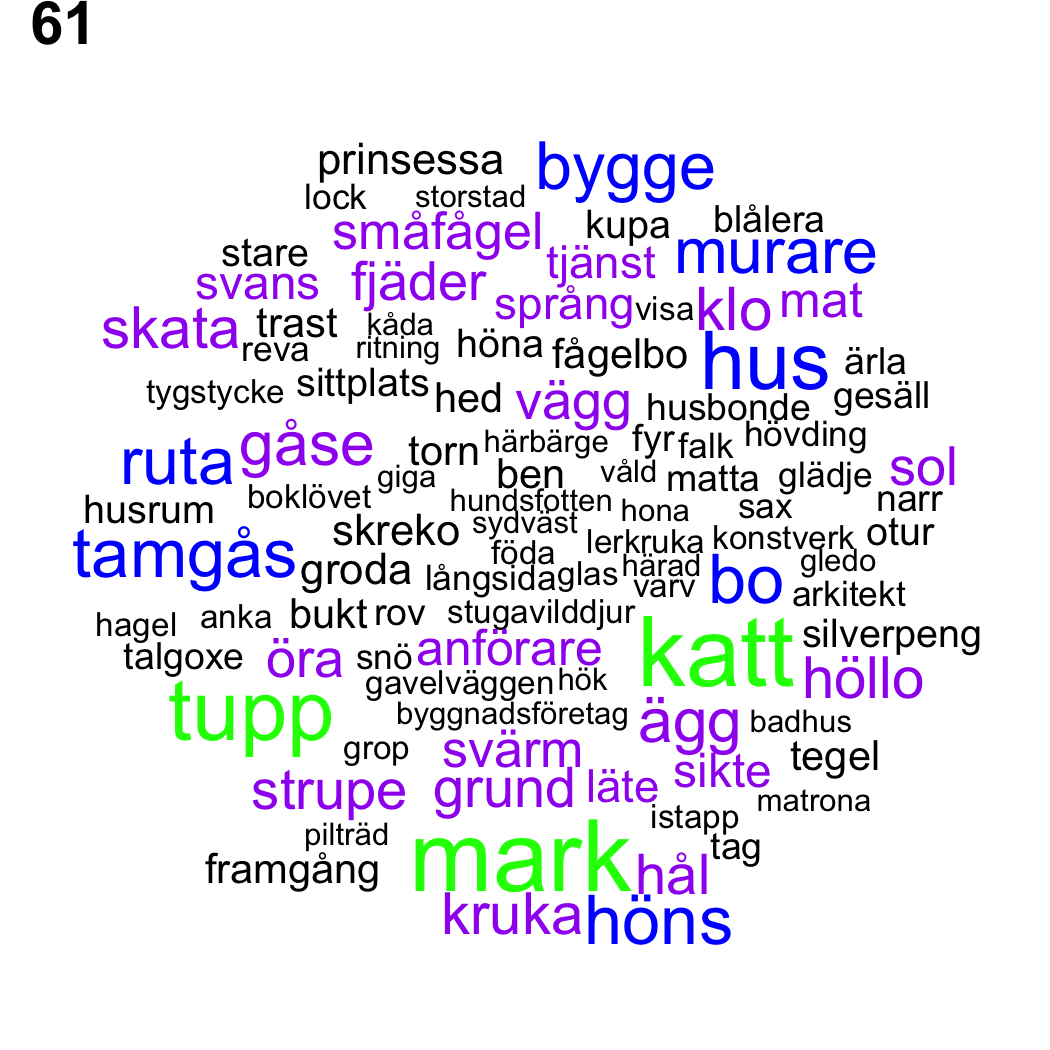 61
prinsessa bygge
lock storstad
småfågel kupa blålera
stare tjänst murare
svans fjäder språng visa klo mat
skata trast kåda
reva ritning höna fågelbo hus ärla
tygstycke sittplats hed vägg husbonde gesäll
ruta gåse torn härbärge fyr falk hövding
giga ben våld matta glädje sol
husrum boklövet hundsfotten hona sax narr
skreko sydväst lerkruka konstverk otur
tamgås groda föda långsida glas härad varv bo gledo arkitekt
hagel anka bukt rov stuga vilddjur katt silverpeng
talgoxe öra snö anförare höllo
tupp gavelväggen hök
byggnadsföretag ägg badhus
grop svärm sikte tegel
strupe grund läte matrona
pilträd istapp
framgång mark hål tag
kruka höns